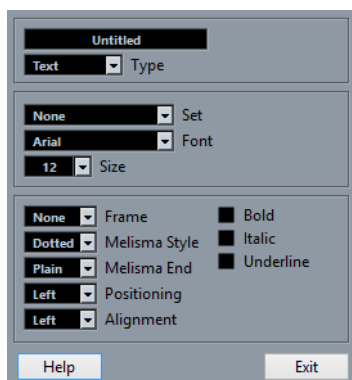 Untitled
Text Type
None Set
Arial Font
12 Size
None Frame Bold
Dotted Melisma Style Italic
Plain Melisma End Underline
Left Positioning
Left Alignment
Help Exit